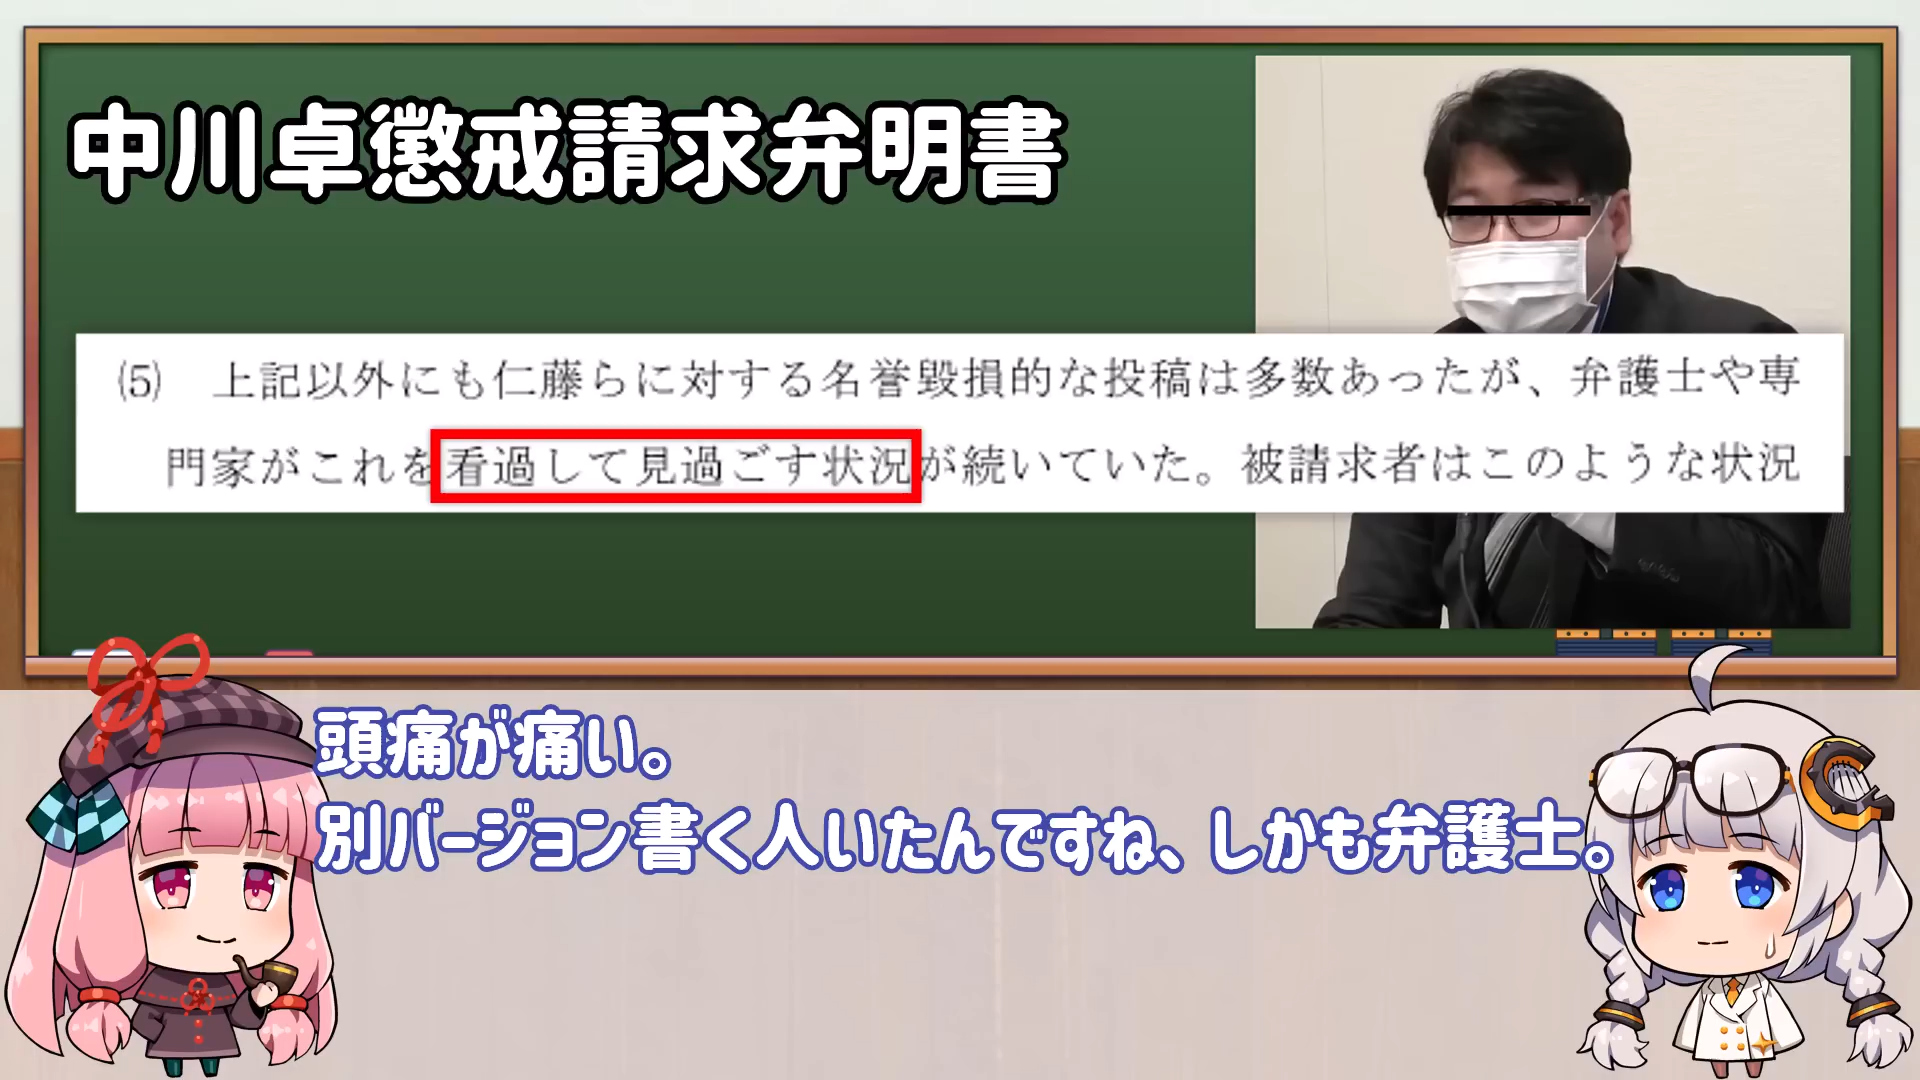 中川卓懲戒請求弁明書
⑸　上記以外にも仁藤らに対する名誉毀損的な投稿は多数あったが、弁護士や専
門家がこれを看過して見過ごす状況が続いていた。被請求者はこのような状況
頭痛が痛い。
別バージョン書く人いたんですね、しかも弁護士。